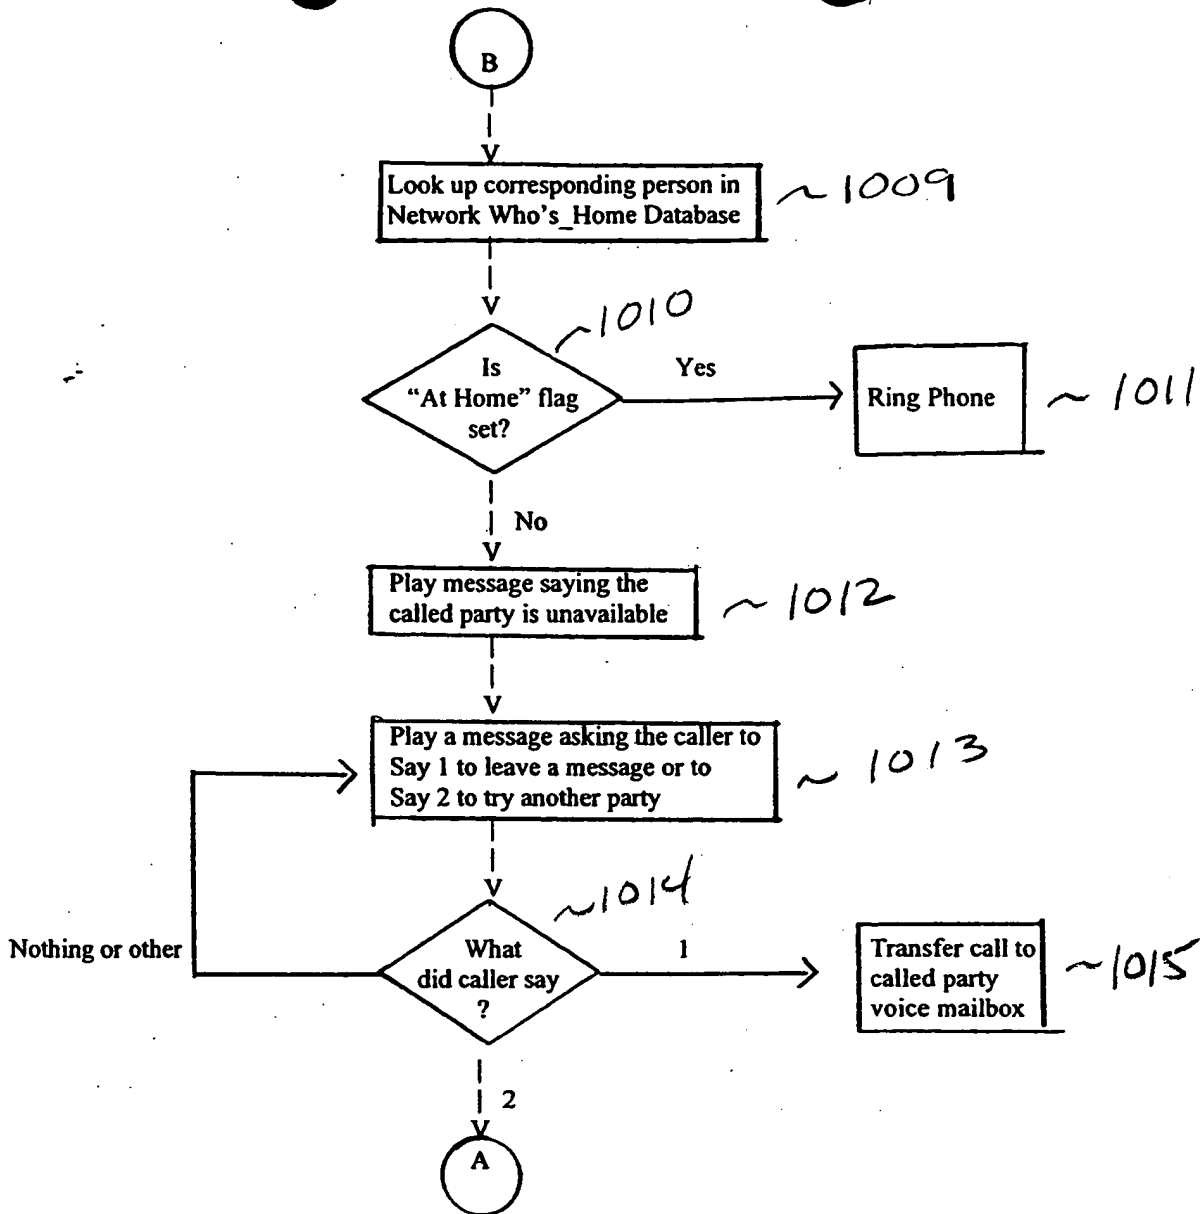 B
Look up corresponding person in
Network Who's_Home Database
~1009
~1010
Is
"At Home" flag
set?
Yes
Ring Phone
~1011
No
Play message saying the
called party is unavailable
~1012
Play a message asking the caller to
Say 1 to leave a message or to
Say 2 to try another party
~1013
~1014
Nothing or other
What
did caller say
?
1
Transfer call to
called party
voice mailbox
~1015
2
A